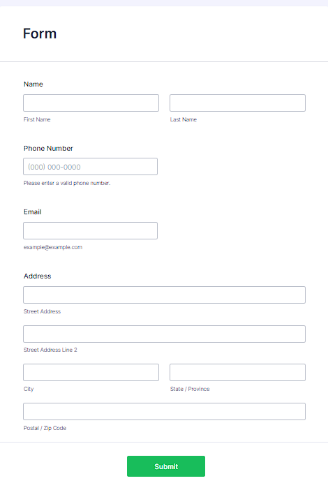 Form
Name
First Name
Last Name
Phone Number
(000) 000-0000
Please enter a valid phone number.
Email
example@example.com
Address
Street Address
Street Address Line 2
City
State / Province
Postal / Zip Code
Submit